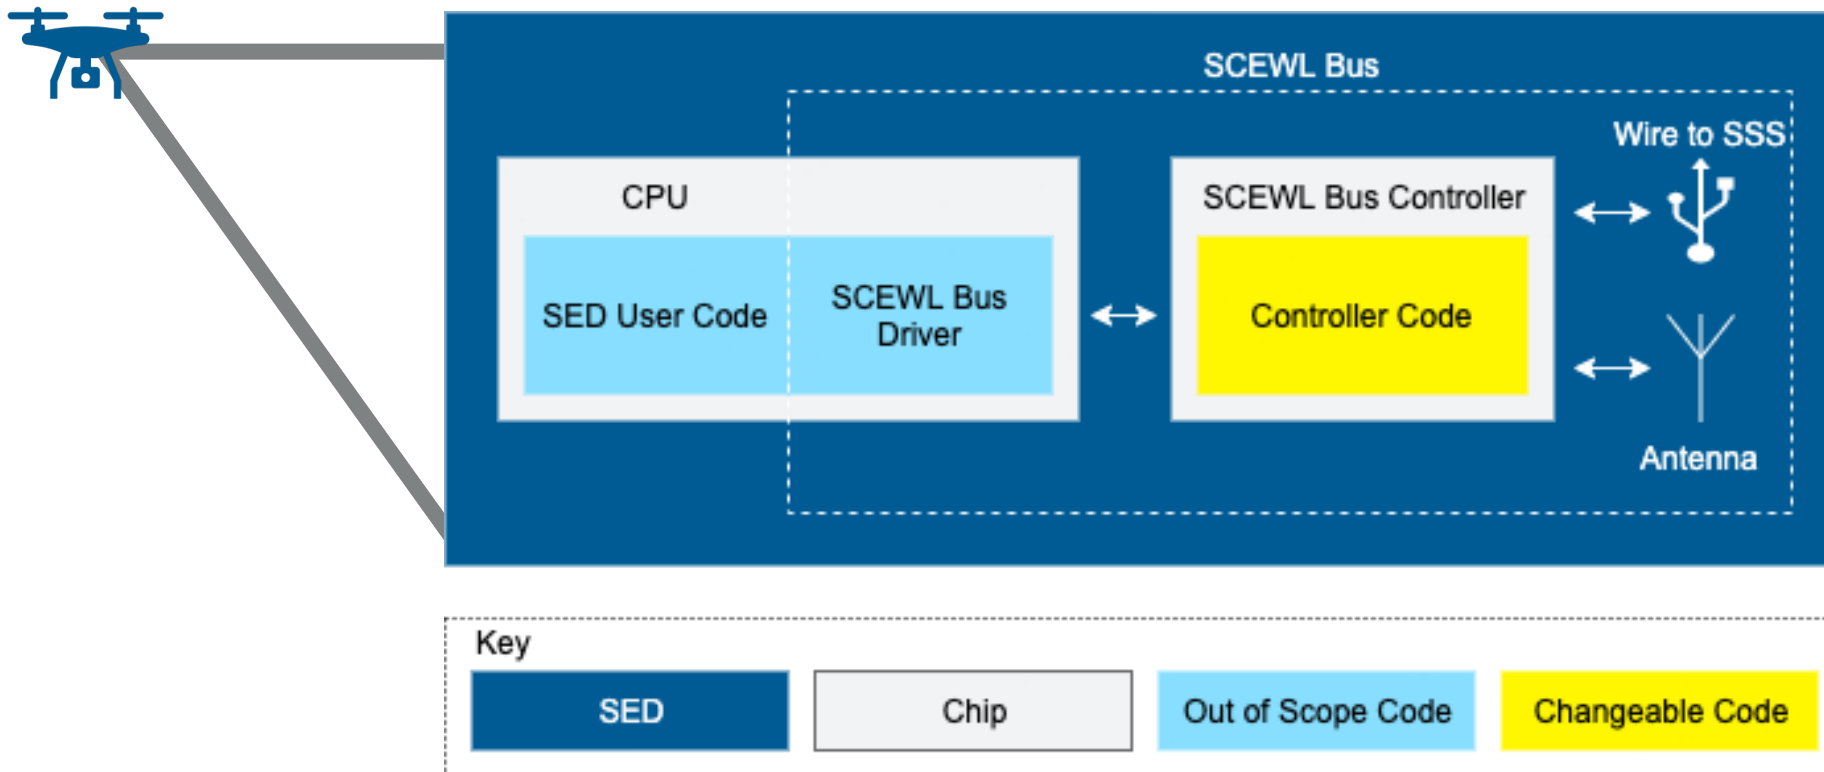 SCEWL Bus
Wire to SSS
CPU
SCEWL Bus Controller
SED User Code
SCEWL Bus
Driver
Controller Code
Antenna
Key
SED
Chip
Out of Scope Code
Changeable Code